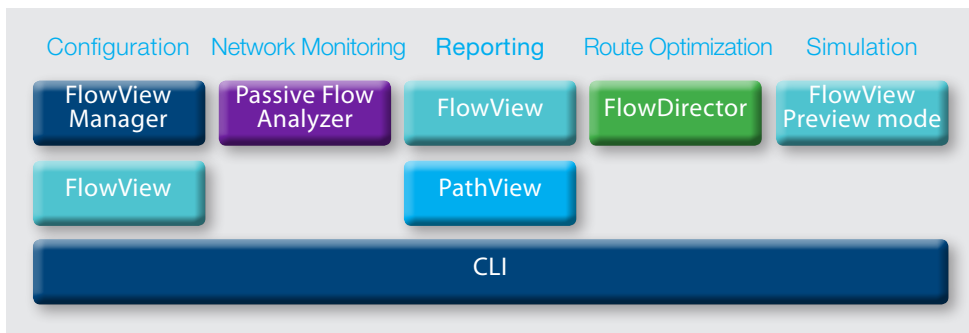 Configuration
Network Monitoring
Reporting
Route Optimization
Simulation
FlowView
Manager
Passive Flow
Analyzer
FlowView
FlowDirector
FlowView
Preview mode
FlowView
PathView
CLI